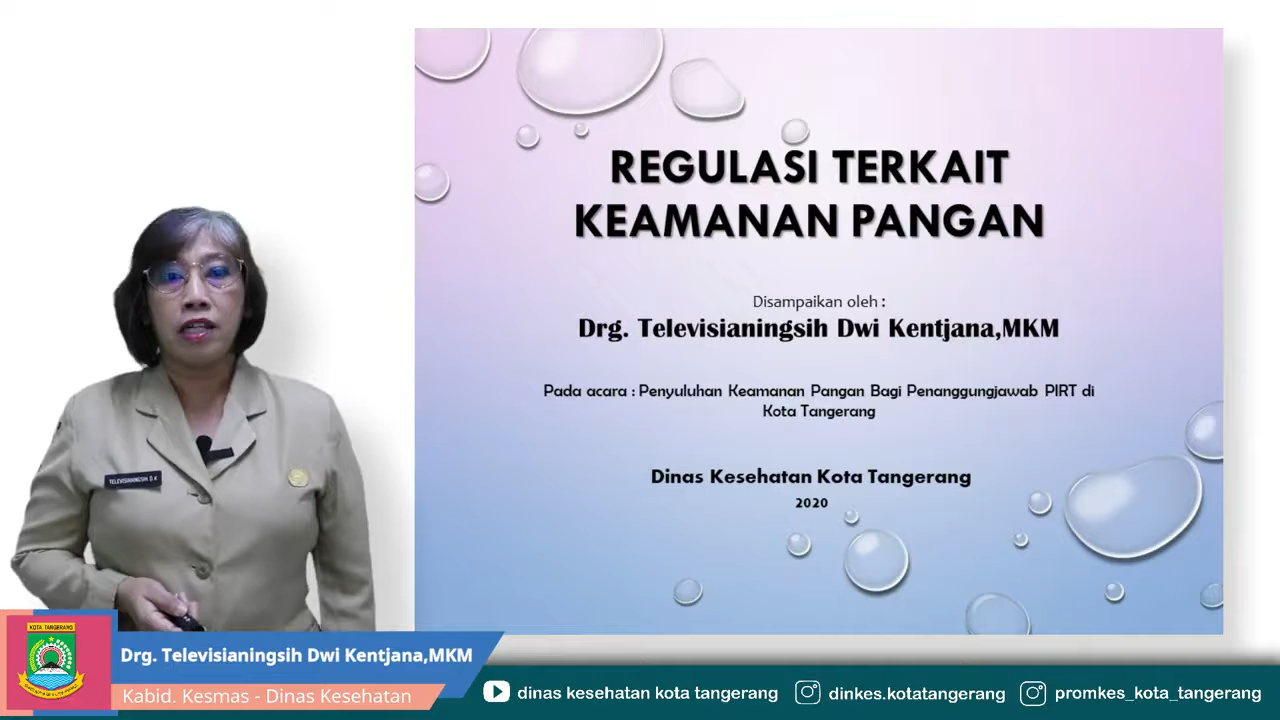 REGULASI TERKAIT
KEAMANAN PANGAN
Disampaikan oleh :
Drg. Televisianingsih Dwi Kentjana,MKM
Pada acara : Penyuluhan Keamanan Pangan Bagi Penanggungjawab PIRT di
Kota Tangerang
Dinas Kesehatan Kota Tangerang
2020
TELEVISIANINGSIH D.K
KOTA TANGERANG
Drg. Televisianingsih Dwi Kentjana,MKM
Kabid. Kesmas - Dinas Kesehatan
dinas kesehatan kota tangerang
dinkes.kotatangerang
promkes_kota_tangerang